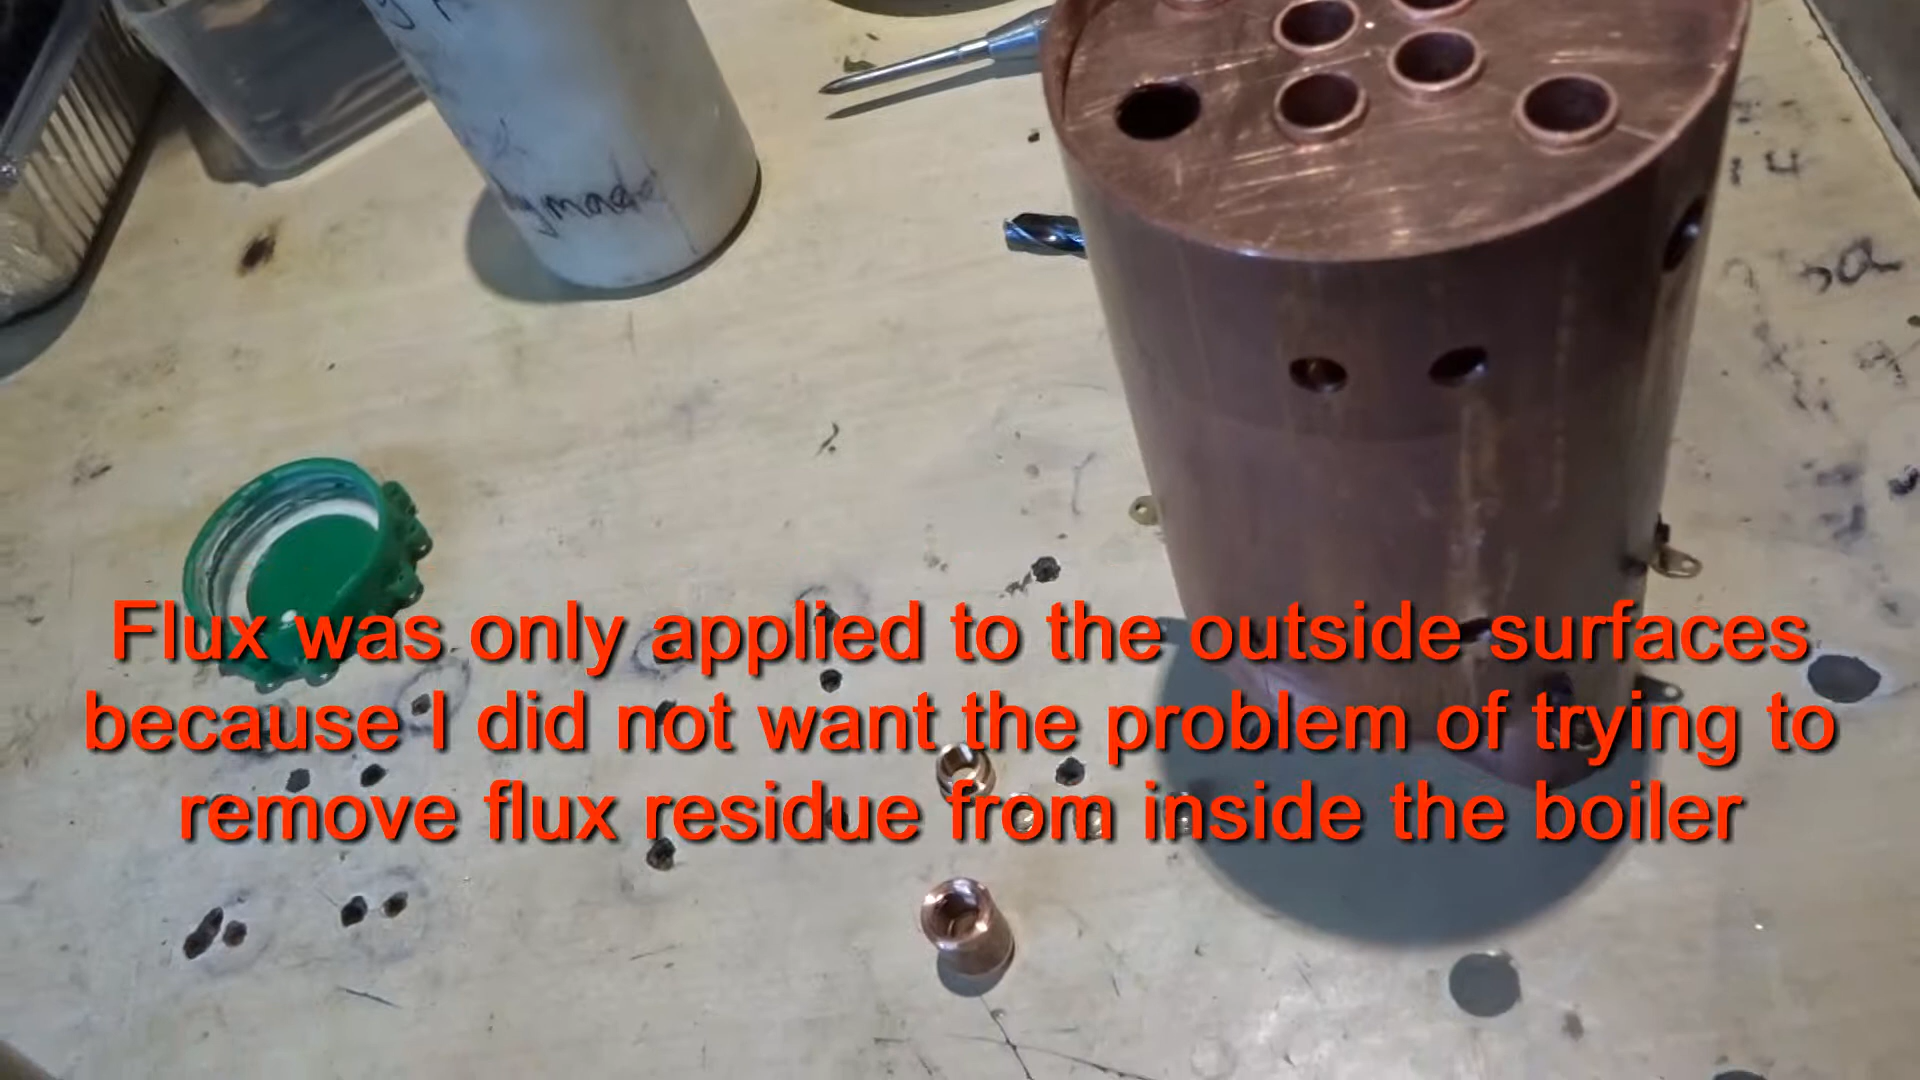 Flux was only applied to the outside surfaces
because I did not want the problem of trying to
remove flux residue from inside the boiler